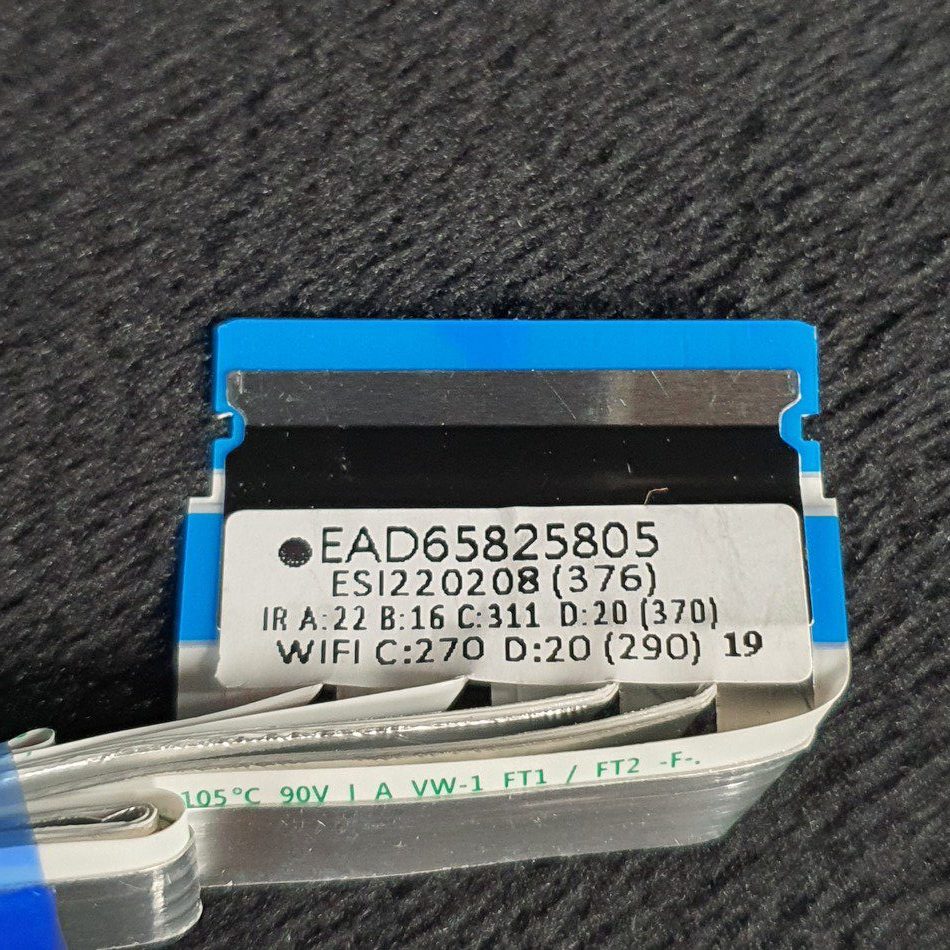 EAD65825805
ESI220208 (376)
IR A:22 B:16 C:311 D:20 (370)
WIFI C:270 D:20 (290) 19
105°C 90V I A VW-1 FT1 / FT2 -F-.